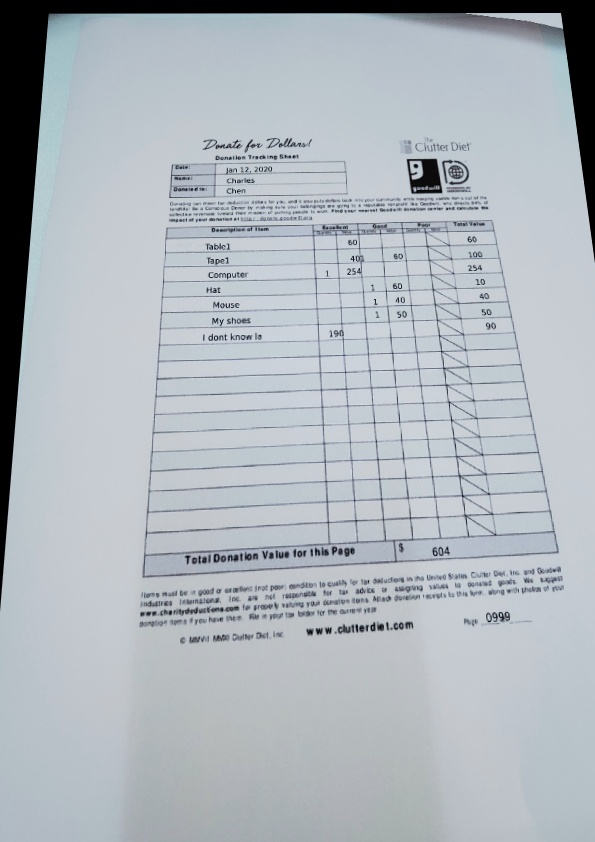 Donate for Dollars!
Donation Tracking Sheet
The
Clutter Diet
Date: Jan 12, 2020
Name: Charles
Donated to: Chen
goodwill
Donating can mean tax deduction dollars for you, and it also puts dollars back into your community while keeping usable items out of the
landfill! Be a Conscious Donor by making sure your belongings are going to a reputable nonprofit like Goodwill, who directs 84% of
collective revenues toward their mission of putting people to work. Find your nearest Goodwill donation center and calculate the
impact of your donation at http://donate.goodwill.org
Description of Item Excellent Good Poor Total Value
Quantity Value Quantity Value Quantity Value
Table1 60 60
Tape1 401 60 100
Computer 1 254 254
Hat 1 60 10
Mouse 1 40 40
My shoes 1 50 50
I dont know la 190 90
Total Donation Value for this Page $ 604
Items must be in good or excellent (not poor) condition to qualify for tax deductions in the United States. Clutter Diet, Inc. and Goodwill
Industries International, Inc. are not responsible for tax advice or assigning values to donated goods. We suggest
www.charitydeductions.com for properly valuing your donation items. Attach donation receipts to this form, along with photos of your
donation items if you have them. File in your tax folder for the current year.
© MMVII Clutter Diet, Inc. www.clutterdiet.com Page 0999